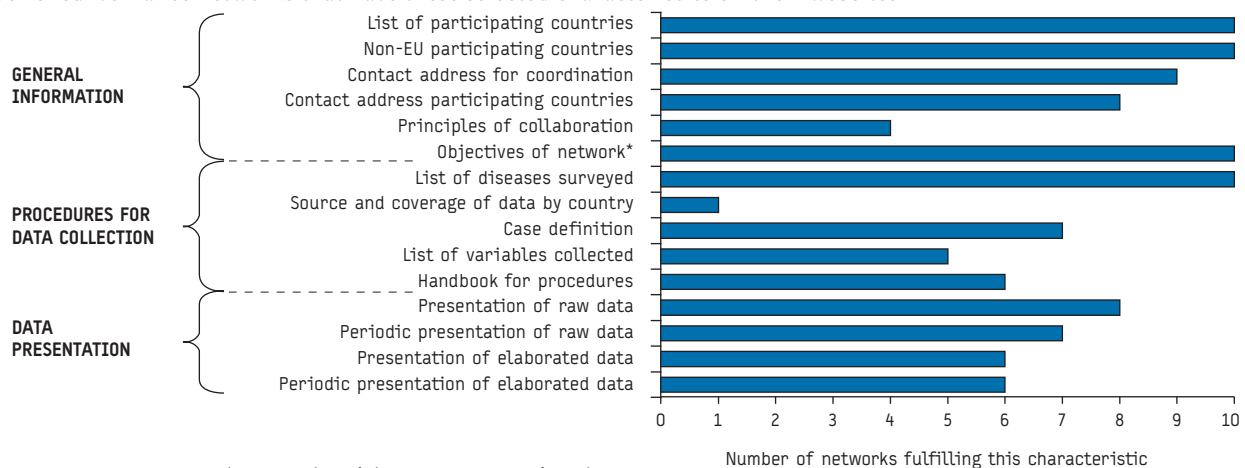 List of participating countries
Non-EU participating countries
GENERAL
INFORMATION
Contact address for coordination
Contact address participating countries
Principles of collaboration
Objectives of network*
List of diseases surveyed
PROCEDURES FOR
DATA COLLECTION
Source and coverage of data by country
Case definition
List of variables collected
Handbook for procedures
DATA
PRESENTATION
Presentation of raw data
Periodic presentation of raw data
Presentation of elaborated data
Periodic presentation of elaborated data
0 1 2 3 4 5 6 7 8 9 10
Number of networks fulfilling this characteristic